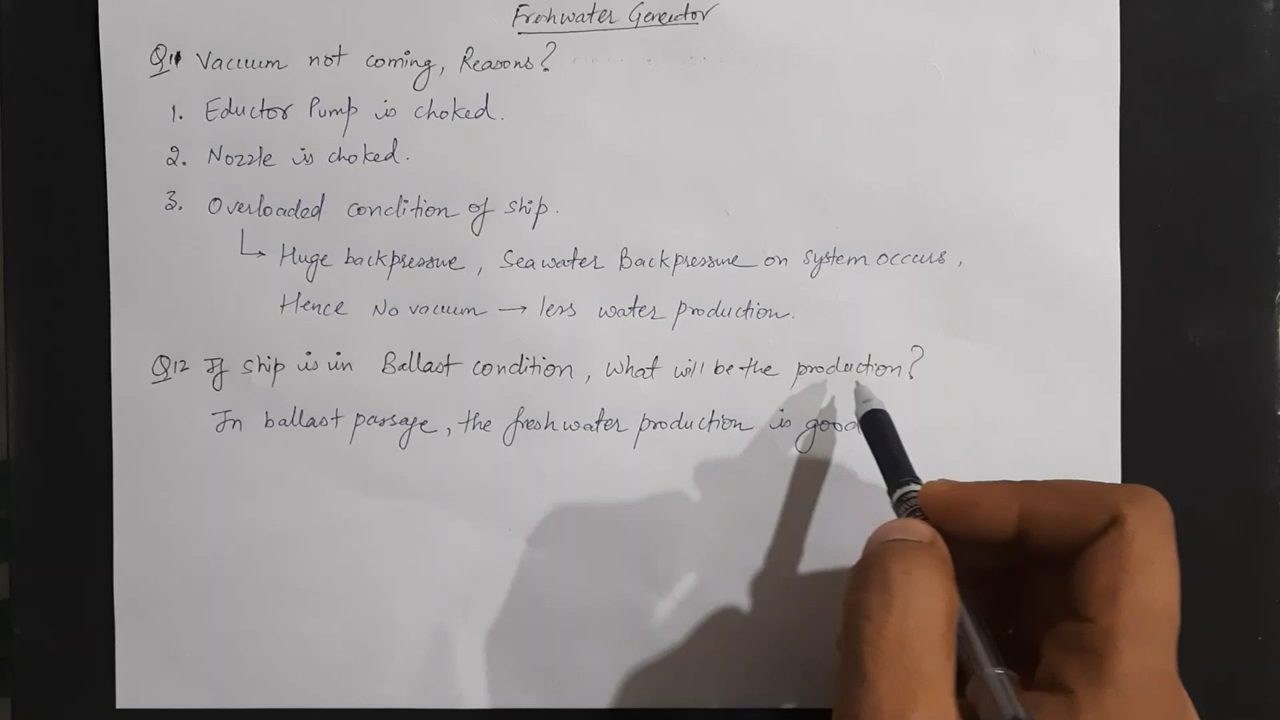 Freshwater Generator
Q11 Vacuum not coming, Reasons?
1. Eductor Pump is choked.
2. Nozzle is choked.
3. Overloaded condition of ship.
↳ Huge backpressure, Seawater Backpressure on system occurs,
Hence No vacuum → less water production.
Q12 If ship is in Ballast condition, what will be the production?
In ballast passage, the freshwater production is good